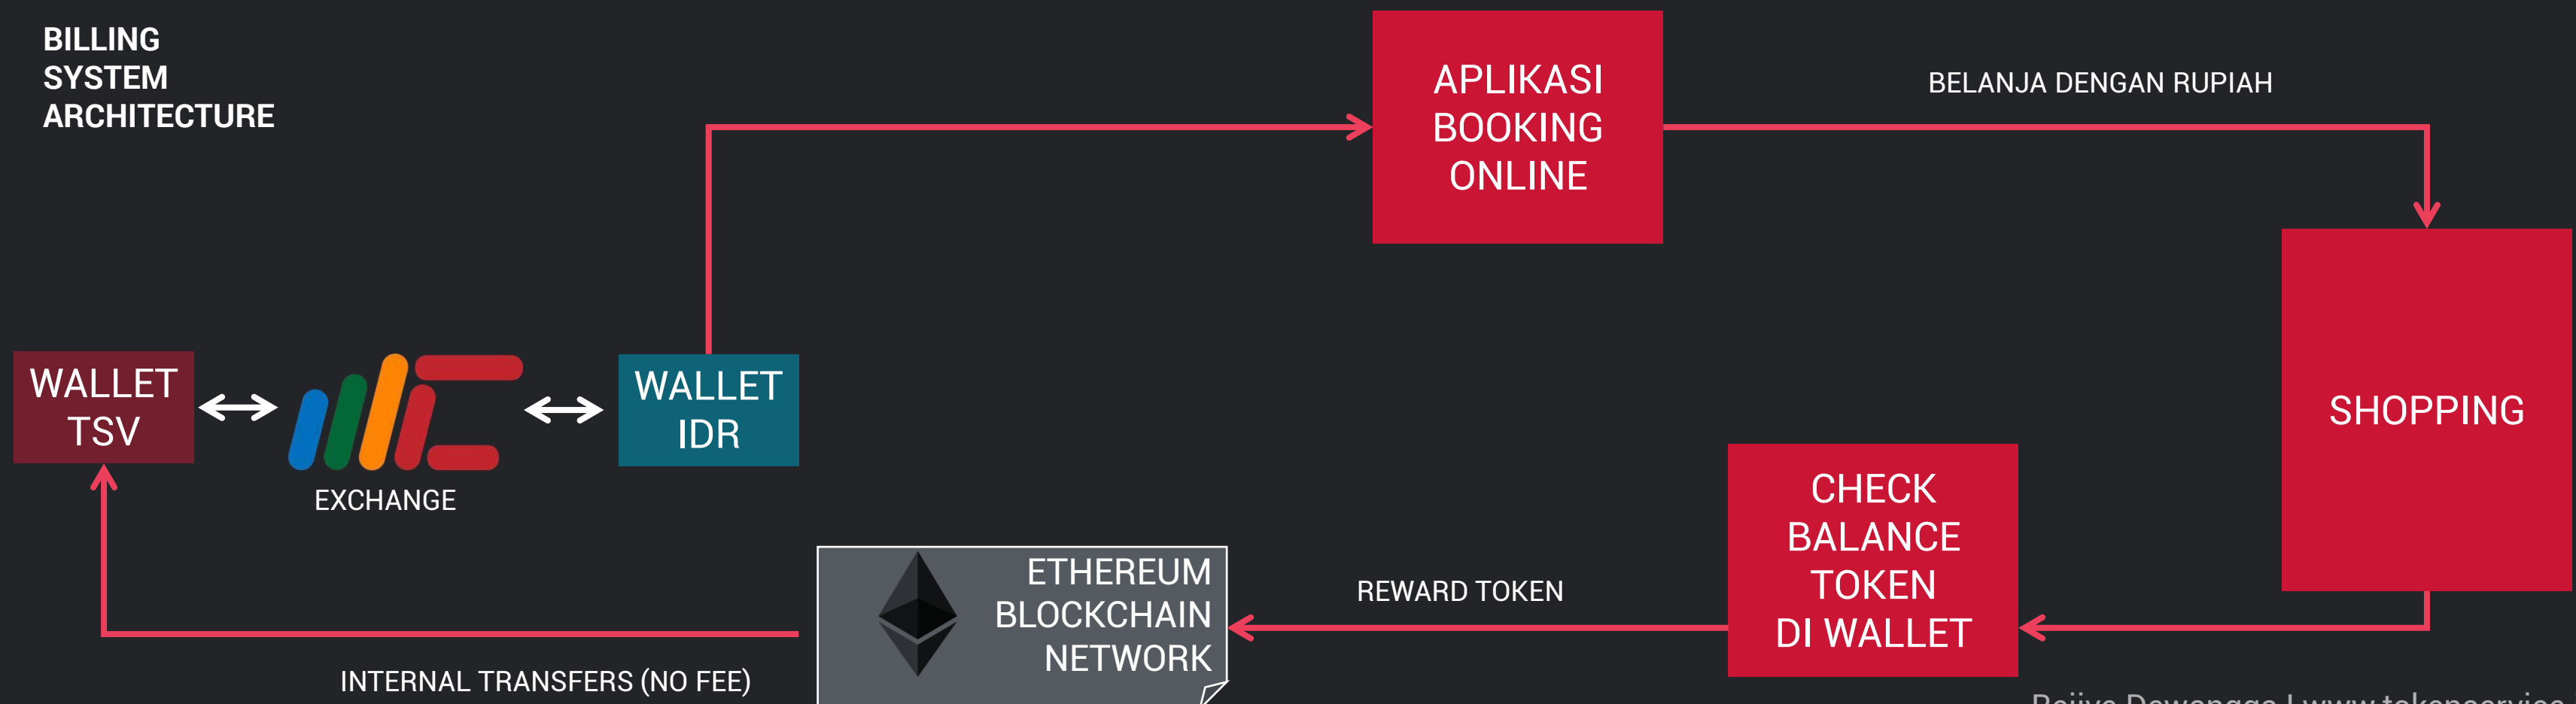 BILLING
SYSTEM
ARCHITECTURE
APLIKASI
BOOKING
ONLINE
BELANJA DENGAN RUPIAH
WALLET
TSV
EXCHANGE
WALLET
IDR
SHOPPING
CHECK
BALANCE
TOKEN
DI WALLET
REWARD TOKEN
ETHEREUM
BLOCKCHAIN
NETWORK
INTERNAL TRANSFERS (NO FEE)